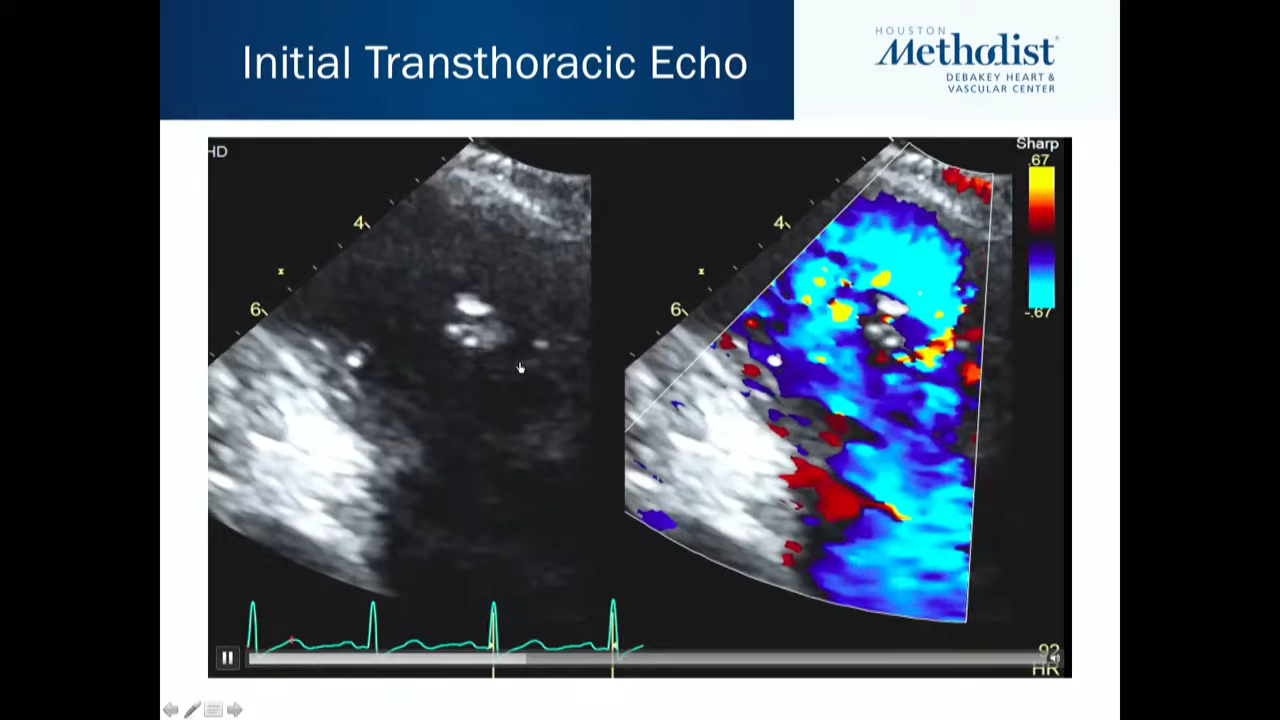 Initial Transthoracic Echo
HOUSTON
Methodist
DEBAKEY HEART &
VASCULAR CENTER
HD
Sharp
.67
4
4
x
x
6
6
-.67
92
HR